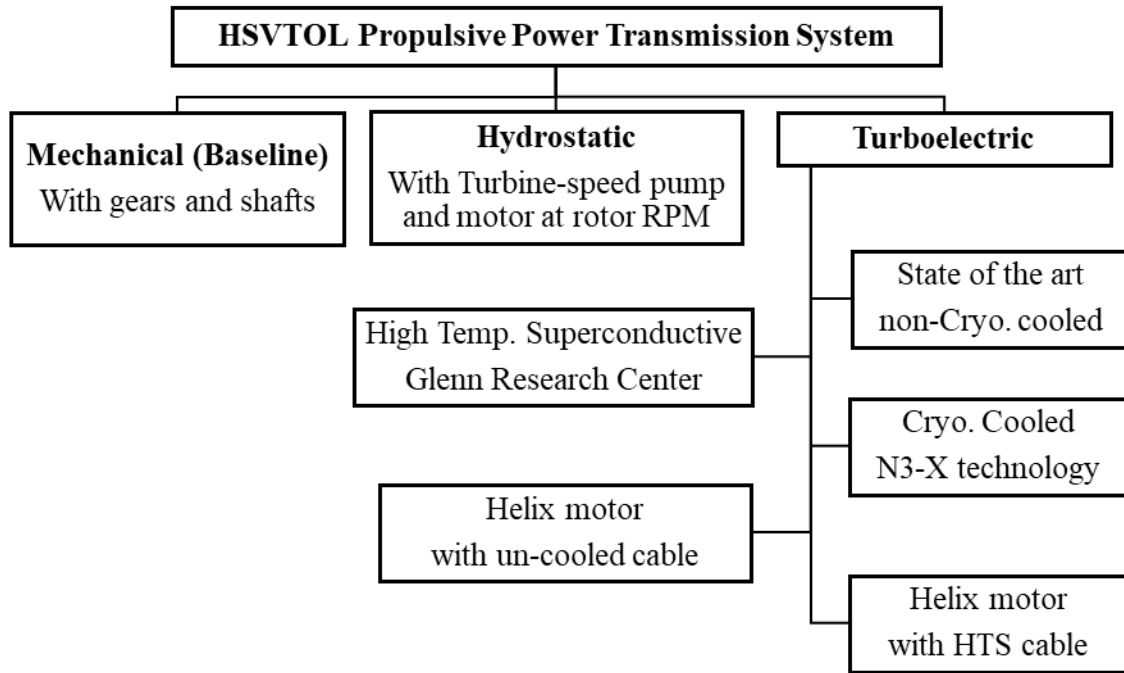 HSVTOL Propulsive Power Transmission System
Mechanical (Baseline)
With gears and shafts
Hydrostatic
With Turbine-speed pump
and motor at rotor RPM
Turboelectric
State of the art
non-Cryo. cooled
High Temp. Superconductive
Glenn Research Center
Cryo. Cooled
N3-X technology
Helix motor
with un-cooled cable
Helix motor
with HTS cable